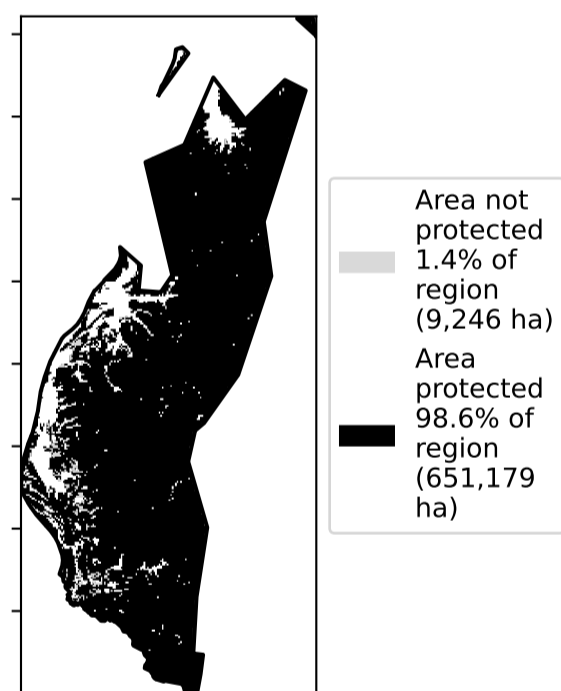 Area not
protected
1.4% of
region
(9,246 ha)
Area
protected
98.6% of
region
(651,179
ha)